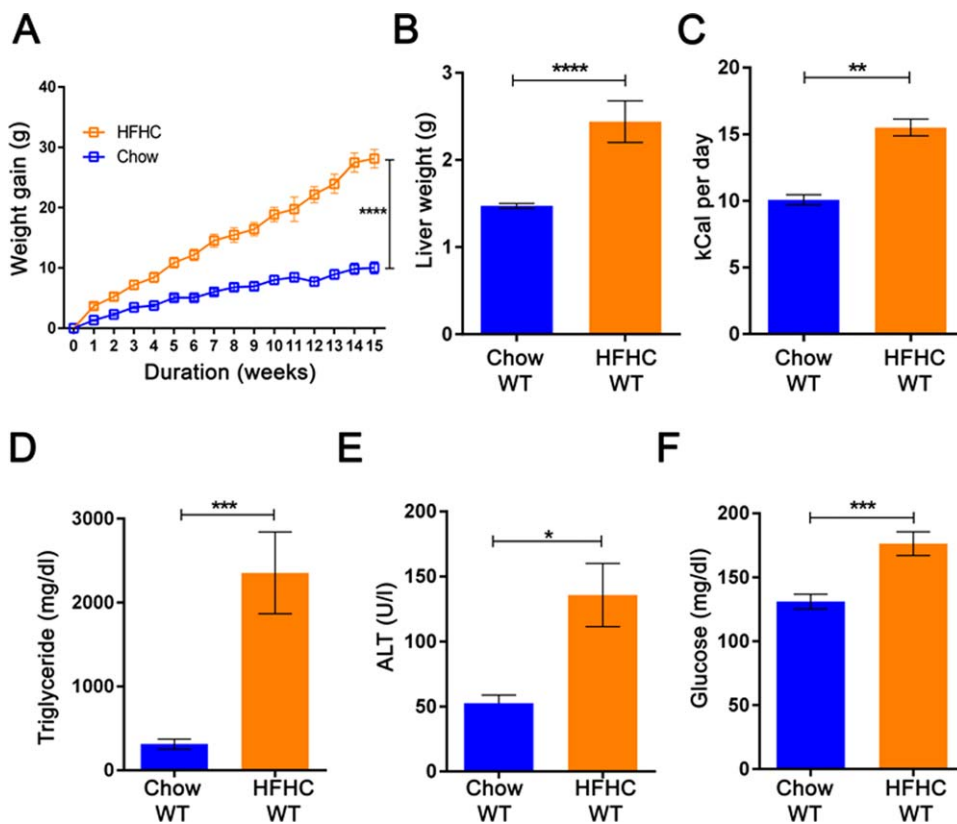 A
Weight gain (g)
40
30
20
10
0
HFHC
Chow
****
0 1 2 3 4 5 6 7 8 9 10 11 12 13 14 15
Duration (weeks)
B
Liver weight (g)
3
2
1
0
****
Chow WT
HFHC WT
C
kCal per day
20
15
10
5
0
**
Chow WT
HFHC WT
D
Triglyceride (mg/dl)
3000
2000
1000
0
***
Chow WT
HFHC WT
E
ALT (U/l)
200
150
100
50
0
*
Chow WT
HFHC WT
F
Glucose (mg/dl)
200
150
100
50
0
***
Chow WT
HFHC WT